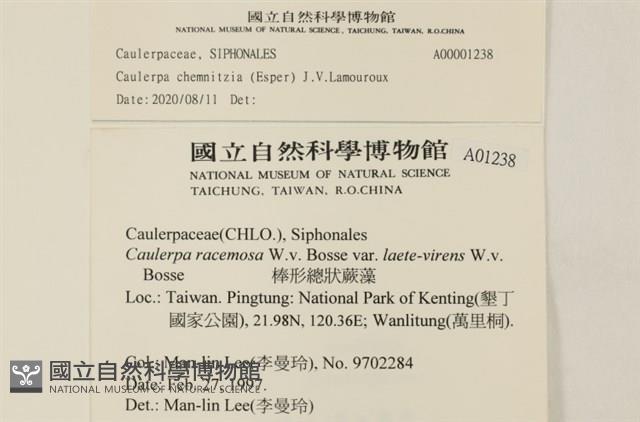 國立自然科學博物館
NATIONAL MUSEUM OF NATURAL SCIENCE, TAICHUNG, TAIWAN, R.O.CHINA
Caulerpaceae, SIPHONALES A00001238
Caulerpa chemnitzia (Esper) J.V.Lamouroux
Date:2020/08/11 Det:
國立自然科學博物館 A01238
NATIONAL MUSEUM OF NATURAL SCIENCE
TAICHUNG, TAIWAN, R.O.CHINA
Caulerpaceae(CHLO.), Siphonales
Caulerpa racemosa W.v. Bosse var. laete-virens W.v.
Bosse 棒形總狀蕨藻
Loc.: Taiwan. Pingtung: National Park of Kenting(墾丁
國家公園), 21.98N, 120.36E; Wanlitung(萬里桐).
Col.: Man-lin Lee(李曼玲), No. 9702284
國立自然科學博物館
Date: Feb. 27, 1997.
NATIONAL MUSEUM OF NATURAL SCIENCE
Det.: Man-lin Lee(李曼玲)